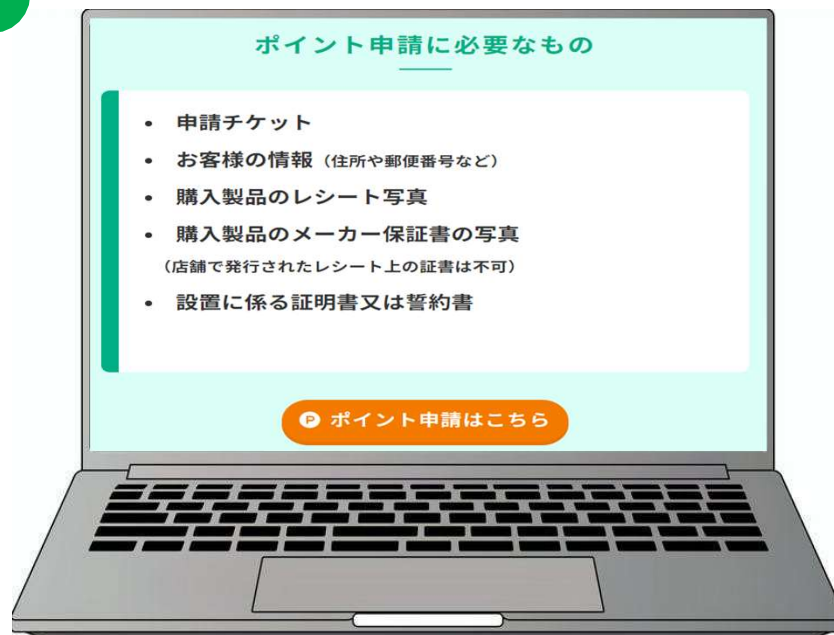 ポイント申請に必要なもの
• 申請チケット
• お客様の情報（住所や郵便番号など）
• 購入製品のレシート写真
• 購入製品のメーカー保証書の写真
（店舗で発行されたレシート上の証書は不可）
• 設置に係る証明書又は誓約書
P ポイント申請はこちら